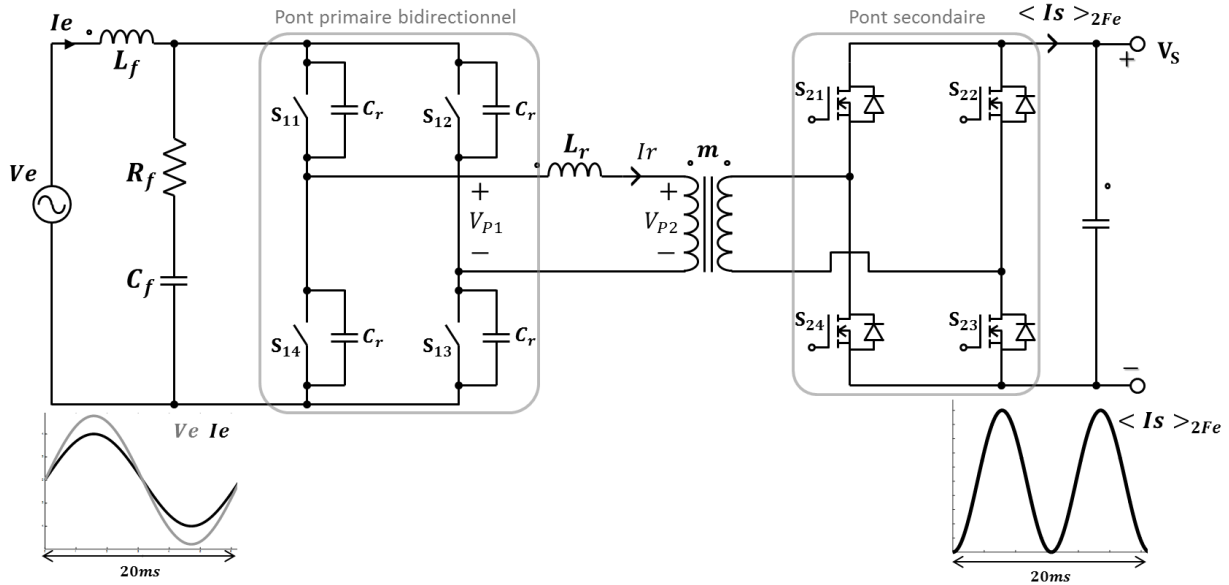 Pont primaire bidirectionnel
Pont secondaire
< Is >2Fe
Ie
Lf
VS
+
S11
Cr
S12
Cr
S21
S22
Rf
Lr
Ir
m
Ve
+
VP1
−
+
VP2
−
Cf
S14
Cr
S13
Cr
S24
S23
−
Ve Ie
< Is >2Fe
20ms
20ms